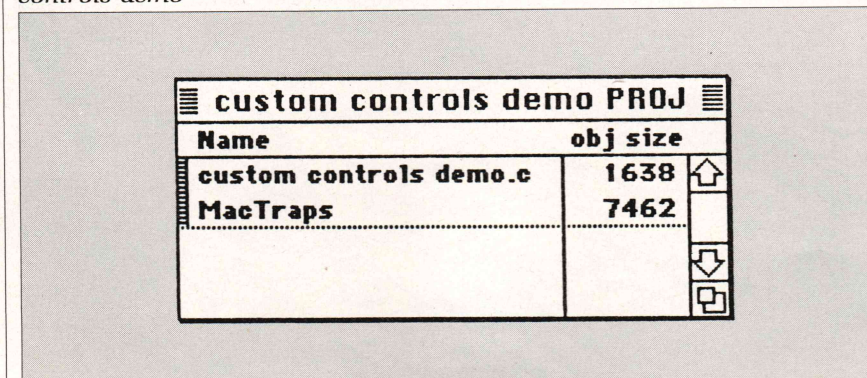 custom controls demo PROJ
Name obj size
custom controls demo.c 1638
MacTraps 7462